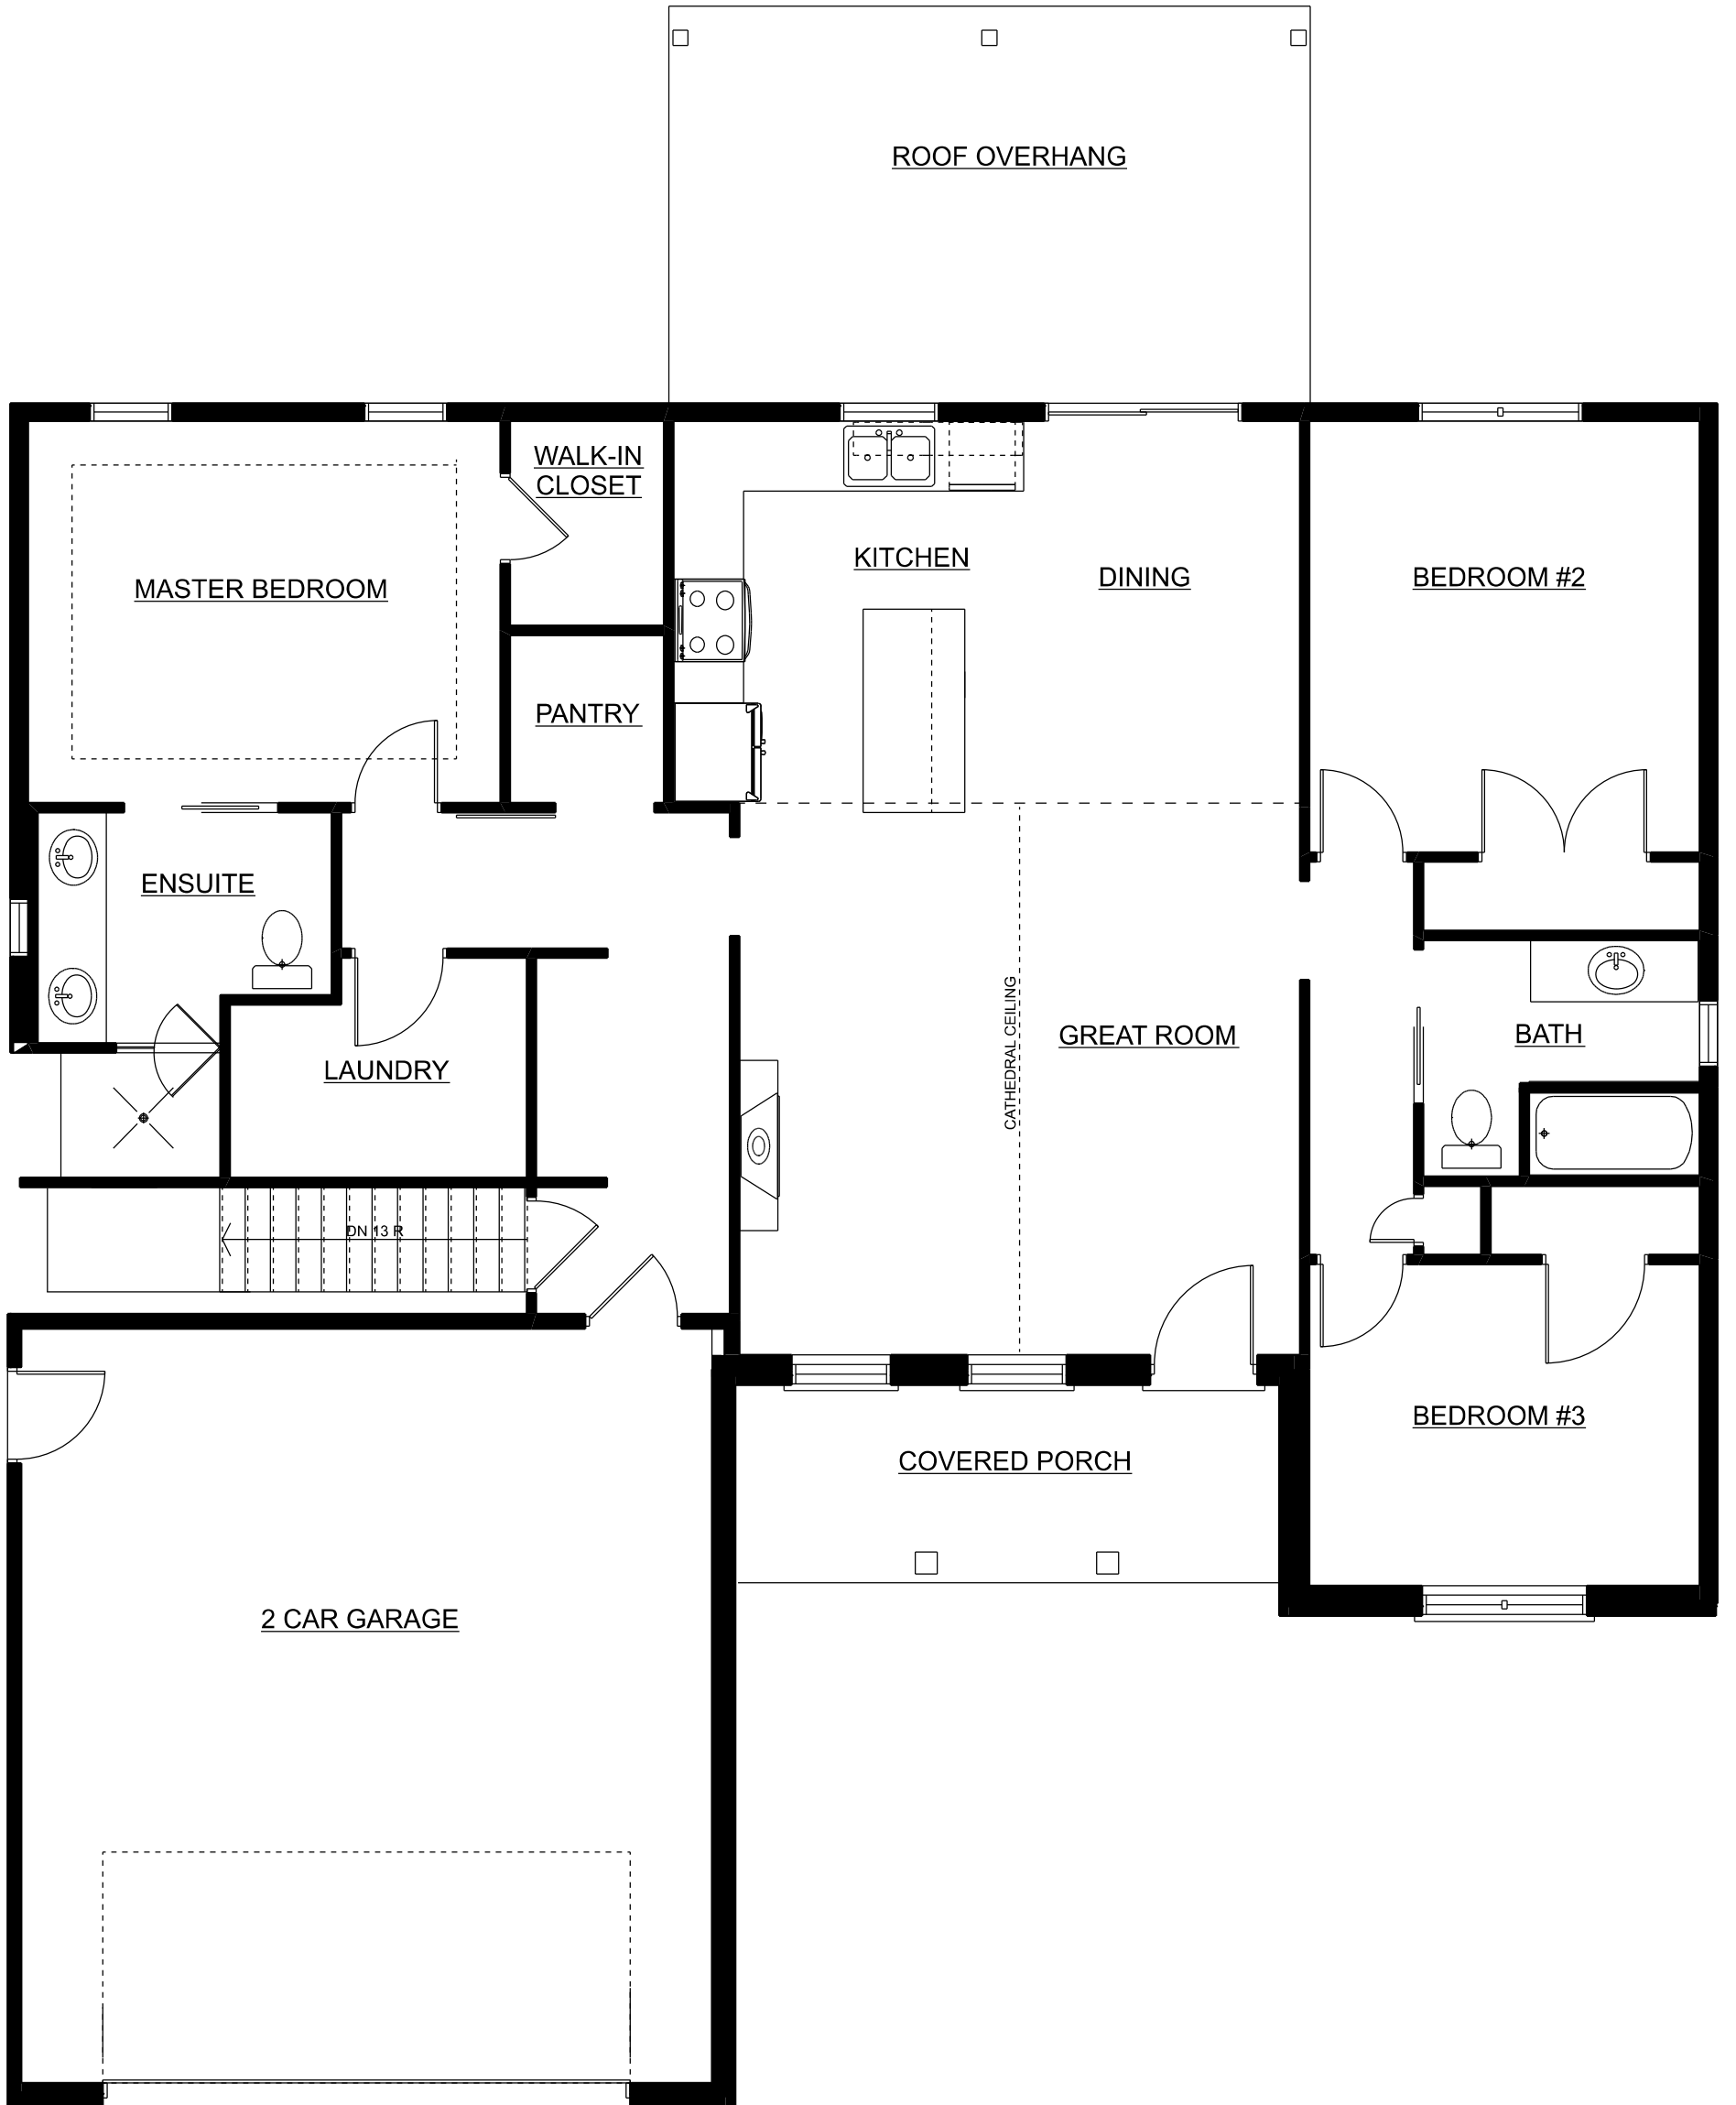 ROOF OVERHANG
WALK-IN
CLOSET
KITCHEN
DINING
BEDROOM #2
MASTER BEDROOM
PANTRY
ENSUITE
CATHEDRAL CEILING
GREAT ROOM
BATH
LAUNDRY
DN 13 R
BEDROOM #3
COVERED PORCH
2 CAR GARAGE